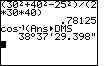 (30²+40²-25²)/(2
*30*40)
.78125
cos⁻¹(Ans▶DMS
38°37'29.398"